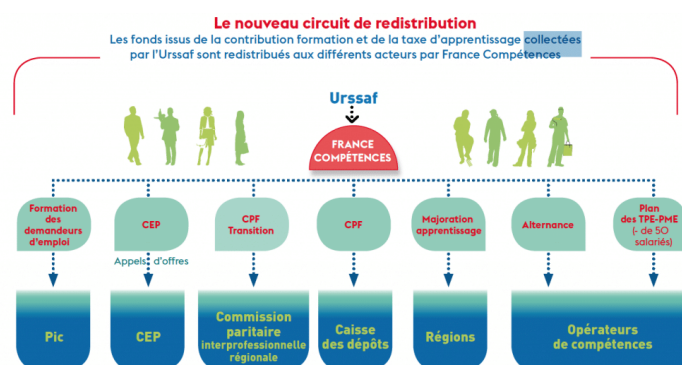 Le nouveau circuit de redistribution
Les fonds issus de la contribution formation et de la taxe d'apprentissage collectées
par l'Urssaf sont redistribués aux différents acteurs par France Compétences
Urssaf
FRANCE
COMPÉTENCES
Formation
des
demandeurs
d'emploi
CEP
CPF
Transition
CPF
Majoration
apprentissage
Alternance
Plan
des TPE-PME
(- de 50
salariés)
Appels d'offres
Pic
CEP
Commission
paritaire
interprofessionnelle
régionale
Caisse
des dépôts
Régions
Opérateurs
de compétences